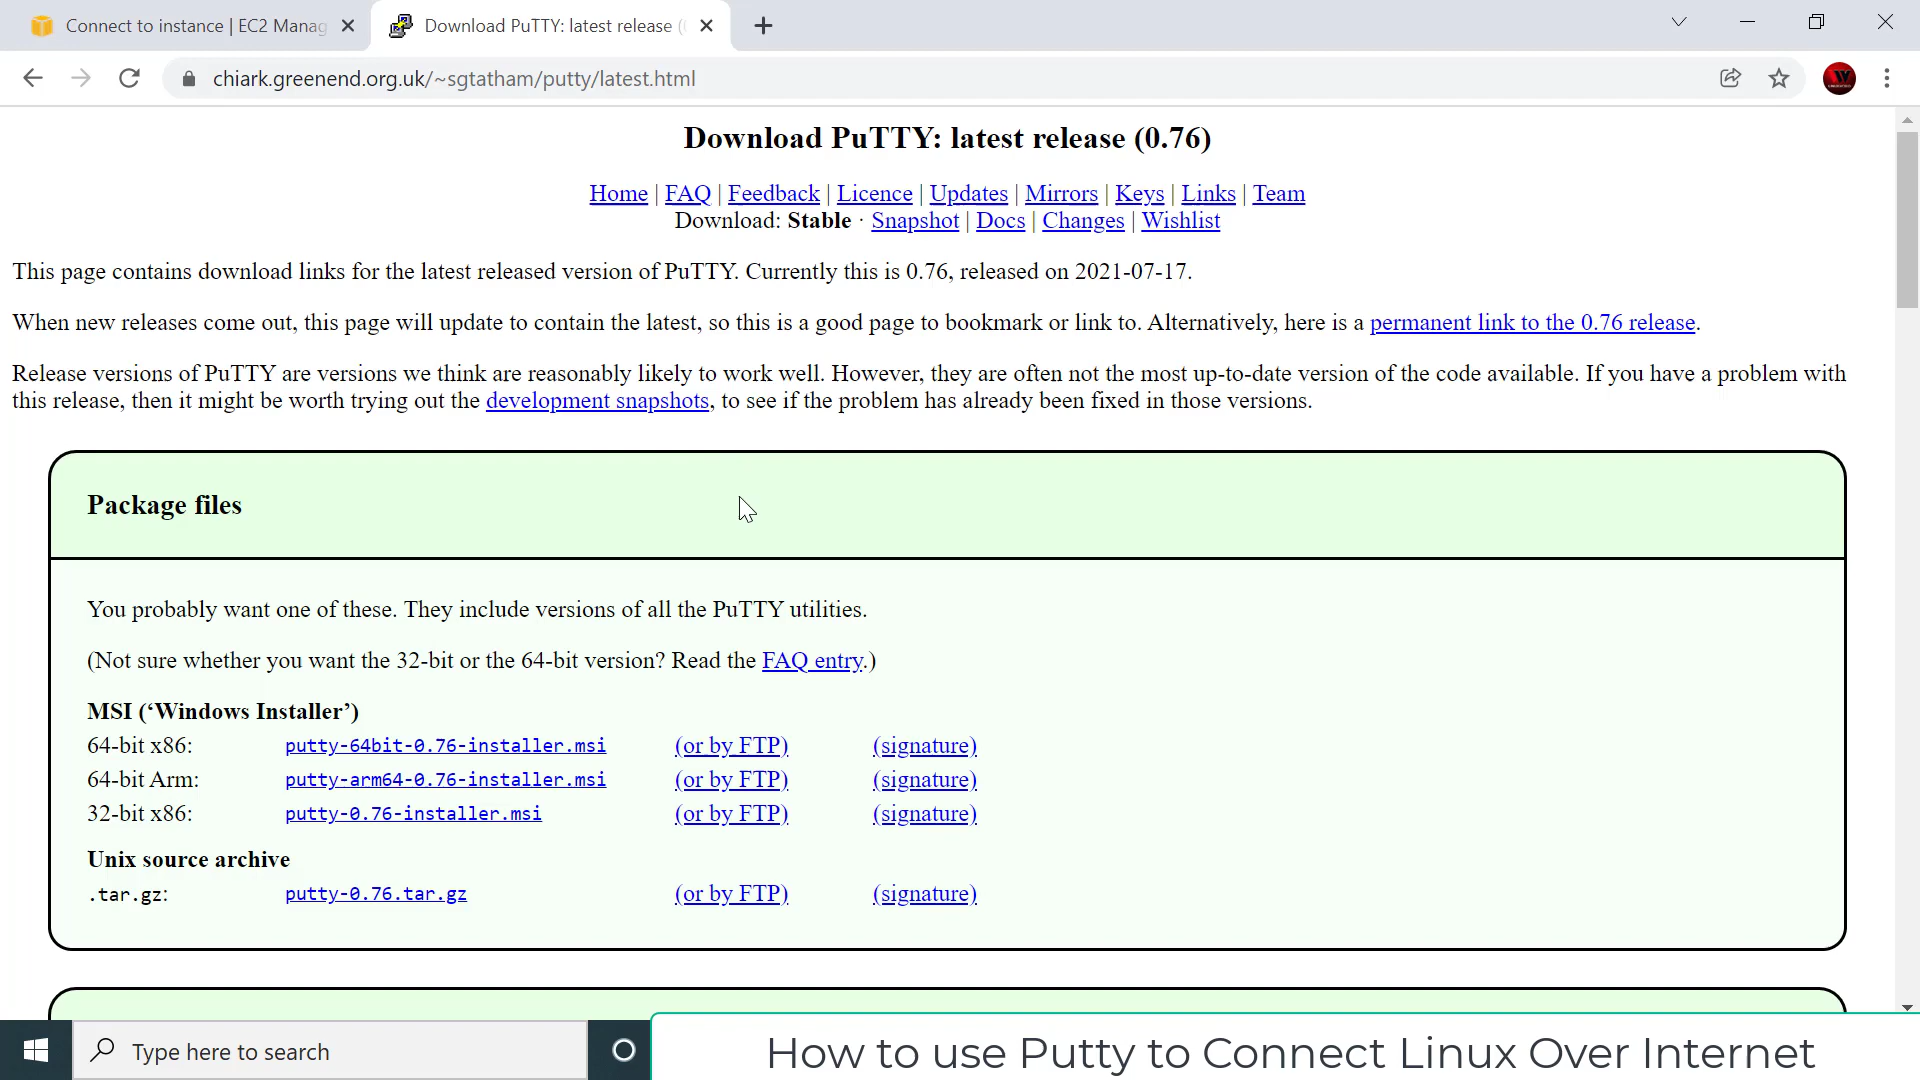 Connect to instance | EC2 Manag
Download PuTTY: latest release (
chiark.greenend.org.uk/~sgtatham/putty/latest.html
Download PuTTY: latest release (0.76)
Home | FAQ | Feedback | Licence | Updates | Mirrors | Keys | Links | Team
Download: Stable · Snapshot | Docs | Changes | Wishlist
This page contains download links for the latest released version of PuTTY. Currently this is 0.76, released on 2021-07-17.
When new releases come out, this page will update to contain the latest, so this is a good page to bookmark or link to. Alternatively, here is a permanent link to the 0.76 release.
Release versions of PuTTY are versions we think are reasonably likely to work well. However, they are often not the most up-to-date version of the code available. If you have a problem with
this release, then it might be worth trying out the development snapshots, to see if the problem has already been fixed in those versions.
Package files
You probably want one of these. They include versions of all the PuTTY utilities.
(Not sure whether you want the 32-bit or the 64-bit version? Read the FAQ entry.)
MSI (‘Windows Installer’)
64-bit x86: putty-64bit-0.76-installer.msi (or by FTP) (signature)
64-bit Arm: putty-arm64-0.76-installer.msi (or by FTP) (signature)
32-bit x86: putty-0.76-installer.msi (or by FTP) (signature)
Unix source archive
.tar.gz: putty-0.76.tar.gz (or by FTP) (signature)
Type here to search
How to use Putty to Connect Linux Over Internet